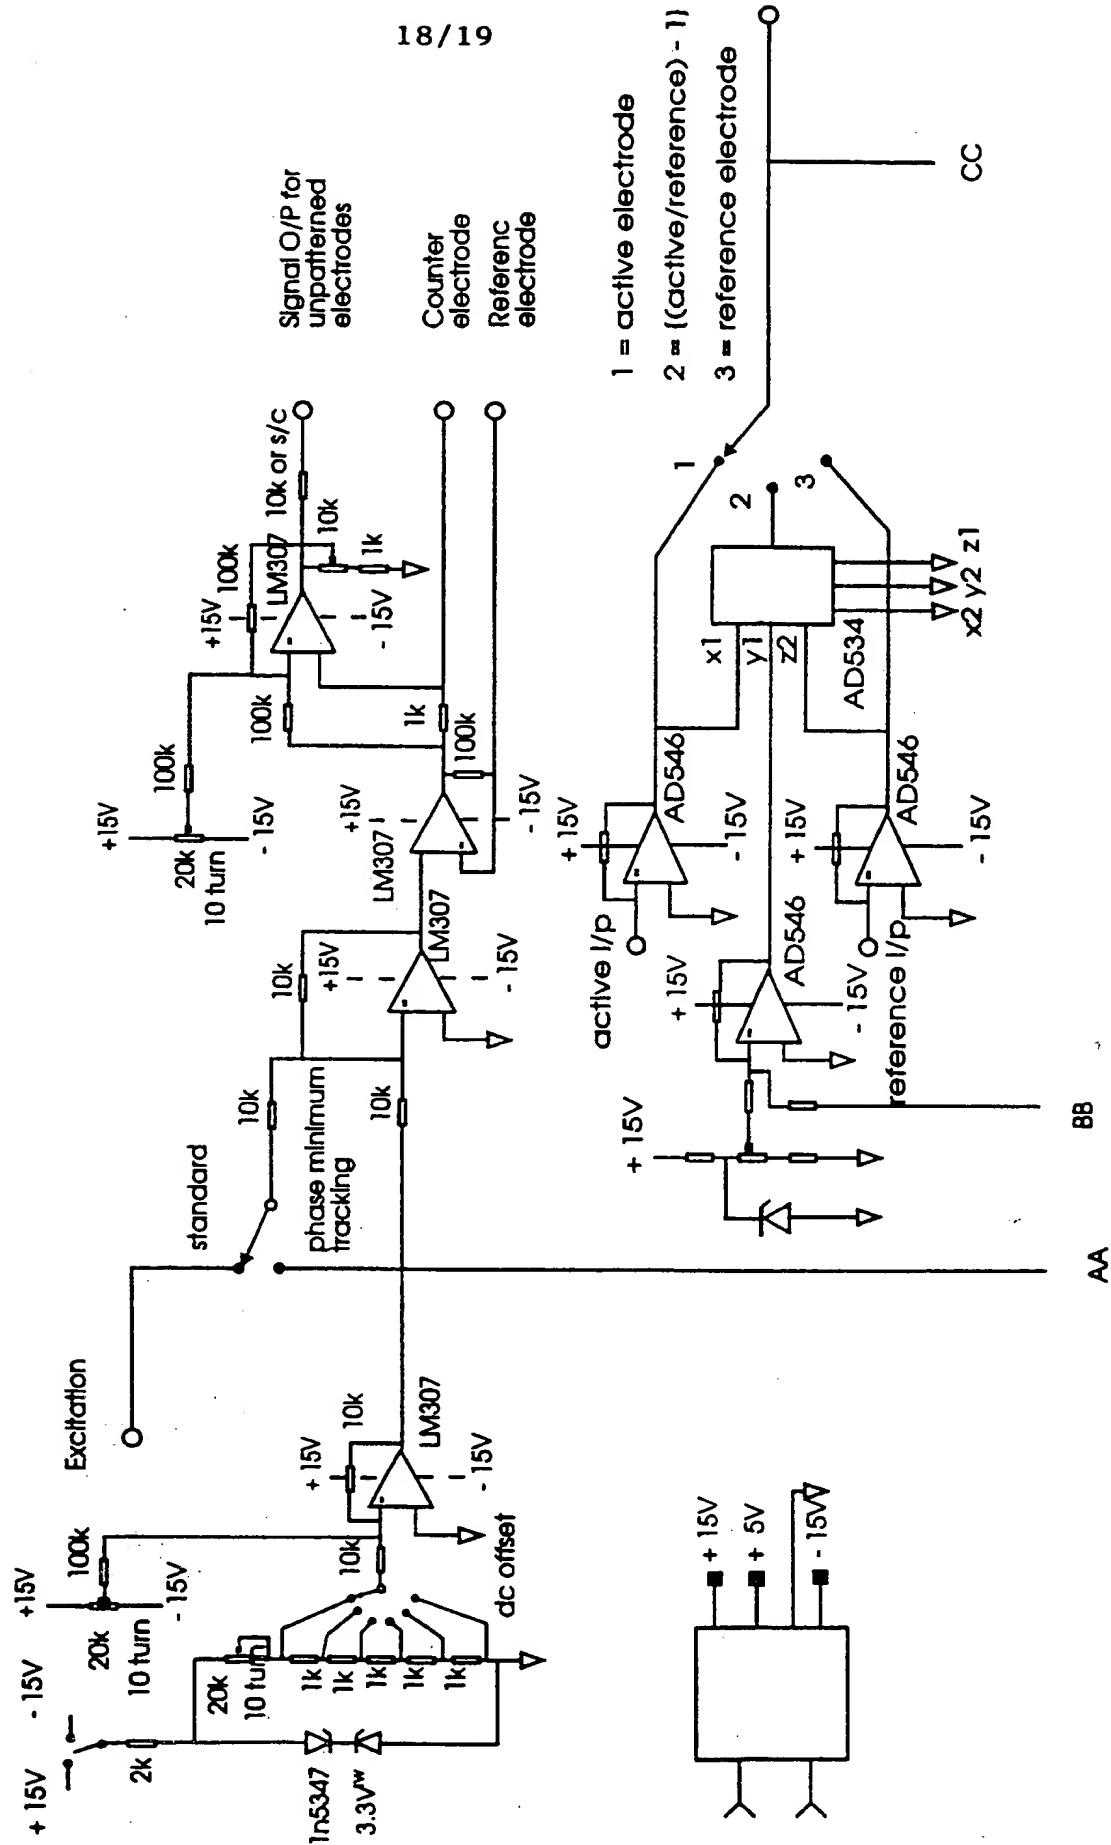 18/19
+ 15V
- 15V
2k
1n5347
3.3V
20k
10 turn
1k
1k
1k
1k
1k
+15V
20k
10 turn
- 15V
100k
10k
dc offset
+ 15V
10k
LM307
- 15V
Excitation
standard
phase minimum
tracking
10k
10k
10k
+15V
LM307
- 15V
+15V
20k
10 turn
- 15V
100k
LM307
+15V
- 15V
100k
1k
100k
+15V
100k
LM307
- 15V
10k or s/c
10k
1k
Signal O/P for
unpatterned
electrodes
Counter
electrode
Referenc
electrode
+ 15V
+ 5V
- 15V
+ 15V
+ 15V
AD546
- 15V
active i/p
+ 15V
AD546
- 15V
reference i/p
+ 15V
AD546
- 15V
x1
y1
z2
AD534
x2 y2 z1
1
2
3
1 = active electrode
2 = {(active/reference) - 1}
3 = reference electrode
AA
BB
CC